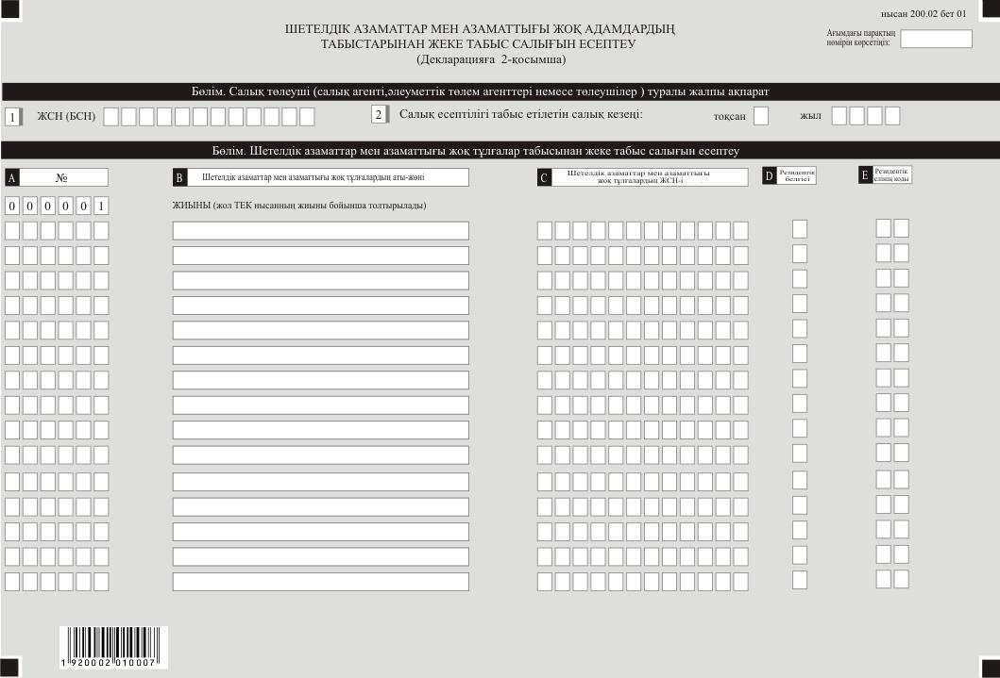 нысан 200.02 бет 01
ШЕТЕЛДІК АЗАМАТТАР МЕН АЗАМАТТЫҒЫ ЖОҚ АДАМДАРДЫҢ
ТАБЫСТАРЫНАН ЖЕКЕ ТАБЫС САЛЫҒЫН ЕСЕПТЕУ
(Декларацияға 2-қосымша)
Ағымдағы парақтың
нөмірін көрсетіңіз:
Бөлім. Салық төлеуші (салық агенті,әлеуметтік төлем агенттері немесе төлеушілер ) туралы жалпы ақпарат
1 ЖСН (БСН) 2 Салық есептілігі табыс етілетін салық кезеңі: тоқсан жыл
Бөлім. Шетелдік азаматтар мен азаматтығы жоқ тұлғалар табысынан жеке табыс салығын есептеу
A №
B Шетелдік азаматтар мен азаматтығы жоқ тұлғалардың аты-жөні
C Шетелдік азаматтар мен азаматтығы
жоқ тұлғалардың ЖСН-і
D Резиденттік
белгісі
E Резиденттік
елінің коды
0 0 0 0 0 1 ЖИЫНЫ (жол ТЕК нысанның жиыны бойынша толтырылады)
1 920002 010007